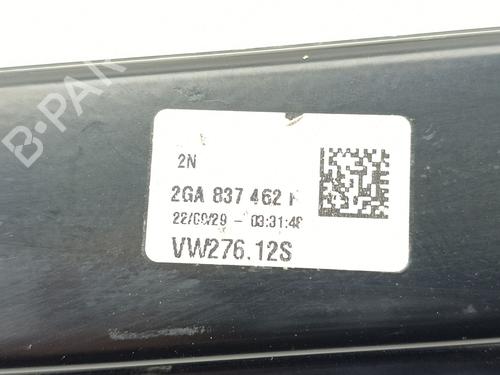 B-PARTS
2N
2GA 837 462
22/09/29 - 03:31:48
VW276.12S